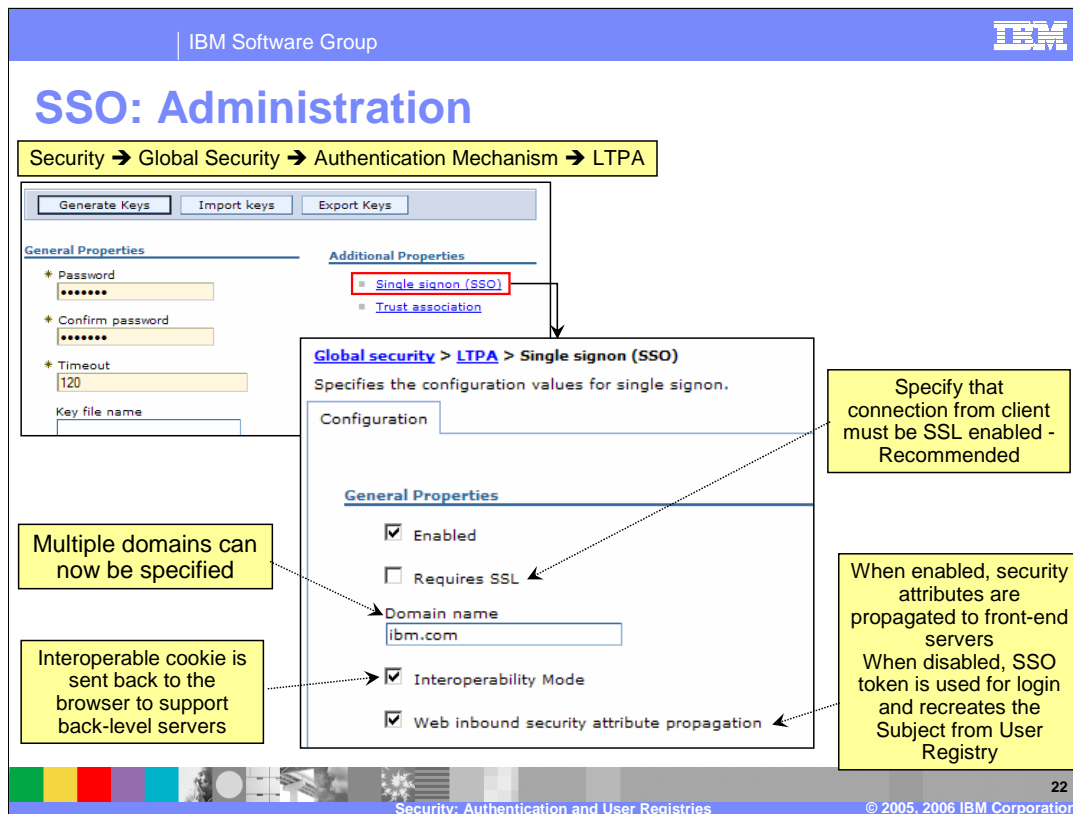 IBM Software Group
IBM
SSO: Administration
Security ➔ Global Security ➔ Authentication Mechanism ➔ LTPA
Generate Keys
Import keys
Export Keys
General Properties
* Password
•••••••
* Confirm password
•••••••
* Timeout
120
Key file name
Additional Properties
Single signon (SSO)
Trust association
Global security > LTPA > Single signon (SSO)
Specifies the configuration values for single signon.
Configuration
General Properties
Enabled
Requires SSL
Domain name
ibm.com
Interoperability Mode
Web inbound security attribute propagation
Specify that
connection from client
must be SSL enabled -
Recommended
Multiple domains can
now be specified
Interoperable cookie is
sent back to the
browser to support
back-level servers
When enabled, security
attributes are
propagated to front-end
servers
When disabled, SSO
token is used for login
and recreates the
Subject from User
Registry
22
Security: Authentication and User Registries
© 2005, 2006 IBM Corporation